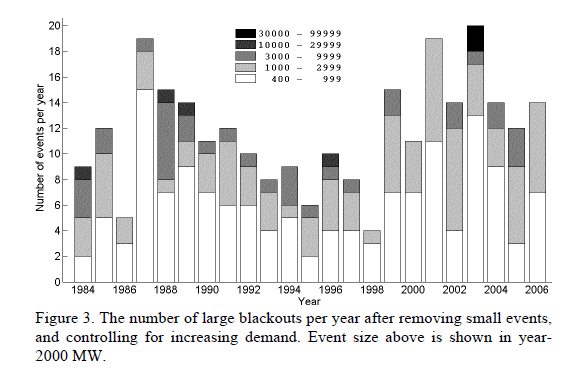 20
18
16
14
12
10
8
6
4
2
0
Number of events per year
30000 - 99999
10000 - 29999
3000 - 9999
1000 - 2999
400 - 999
1984 1986 1988 1990 1992 1994 1996 1998 2000 2002 2004 2006
Year
Figure 3. The number of large blackouts per year after removing small events,
and controlling for increasing demand. Event size above is shown in year-
2000 MW.